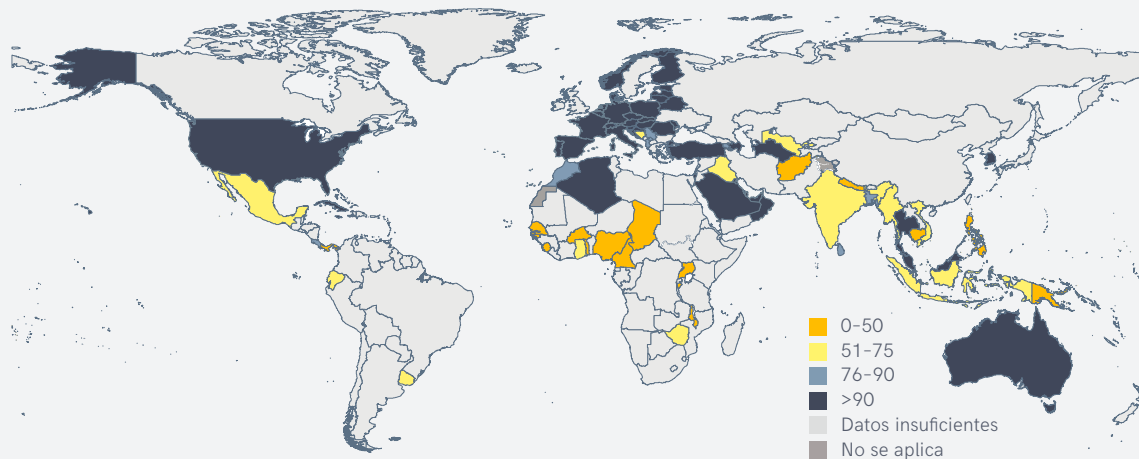 0-50
51-75
76-90
>90
Datos insuficientes
No se aplica